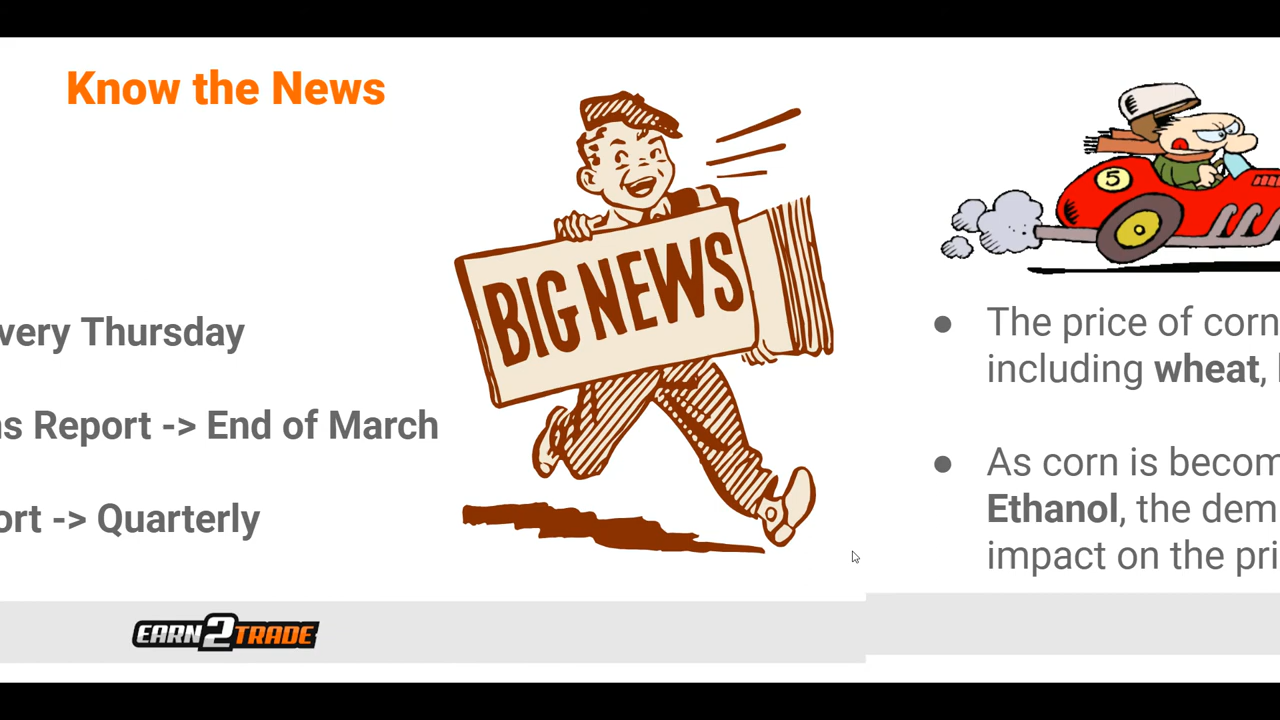 Know the News
BIG NEWS
very Thursday
ns Report -> End of March
ort -> Quarterly
EARN2TRADE
5
● The price of corn
including wheat,
● As corn is becom
Ethanol, the dem
impact on the pri